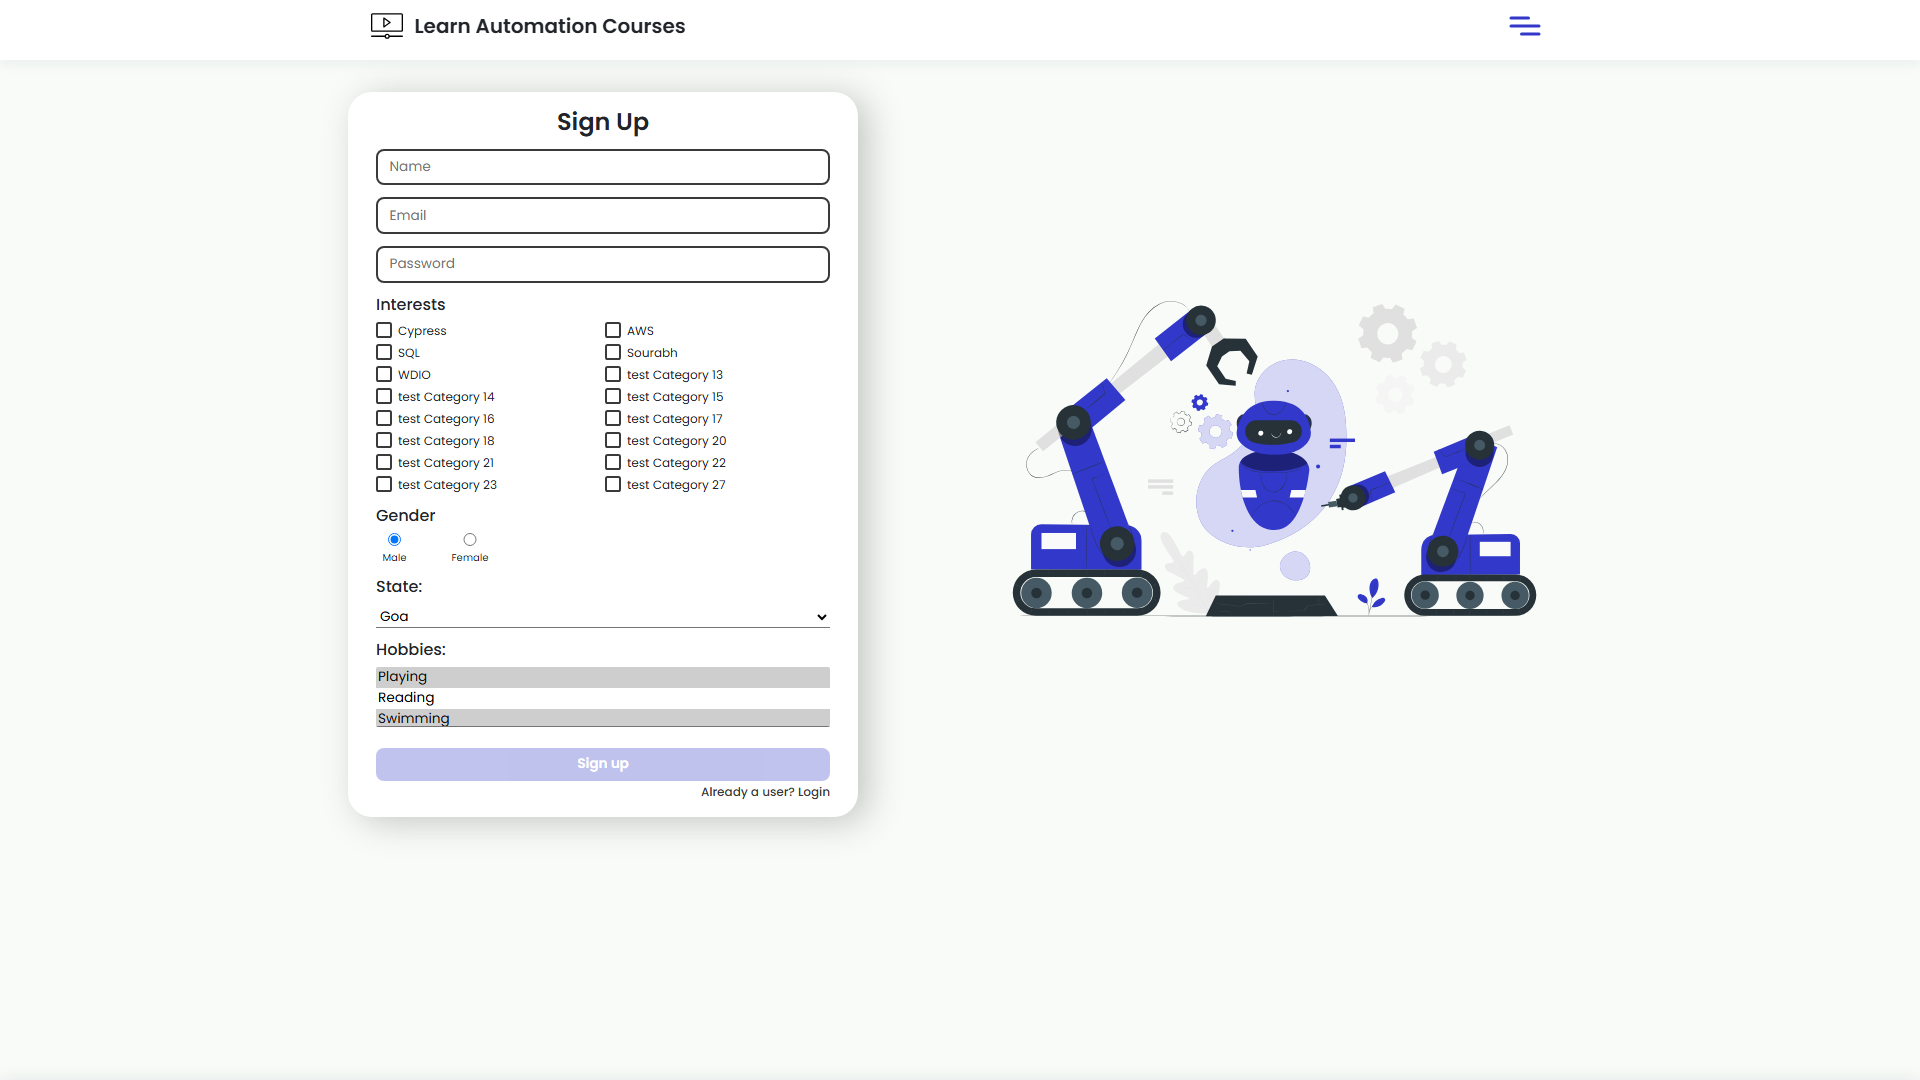 Learn Automation Courses
Sign Up
Name
Email
Password
Interests
Cypress AWS
SQL Sourabh
WDIO test Category 13
test Category 14 test Category 15
test Category 16 test Category 17
test Category 18 test Category 20
test Category 21 test Category 22
test Category 23 test Category 27
Gender
Male Female
State:
Goa
Hobbies:
Playing
Reading
Swimming
Sign up
Already a user? Login